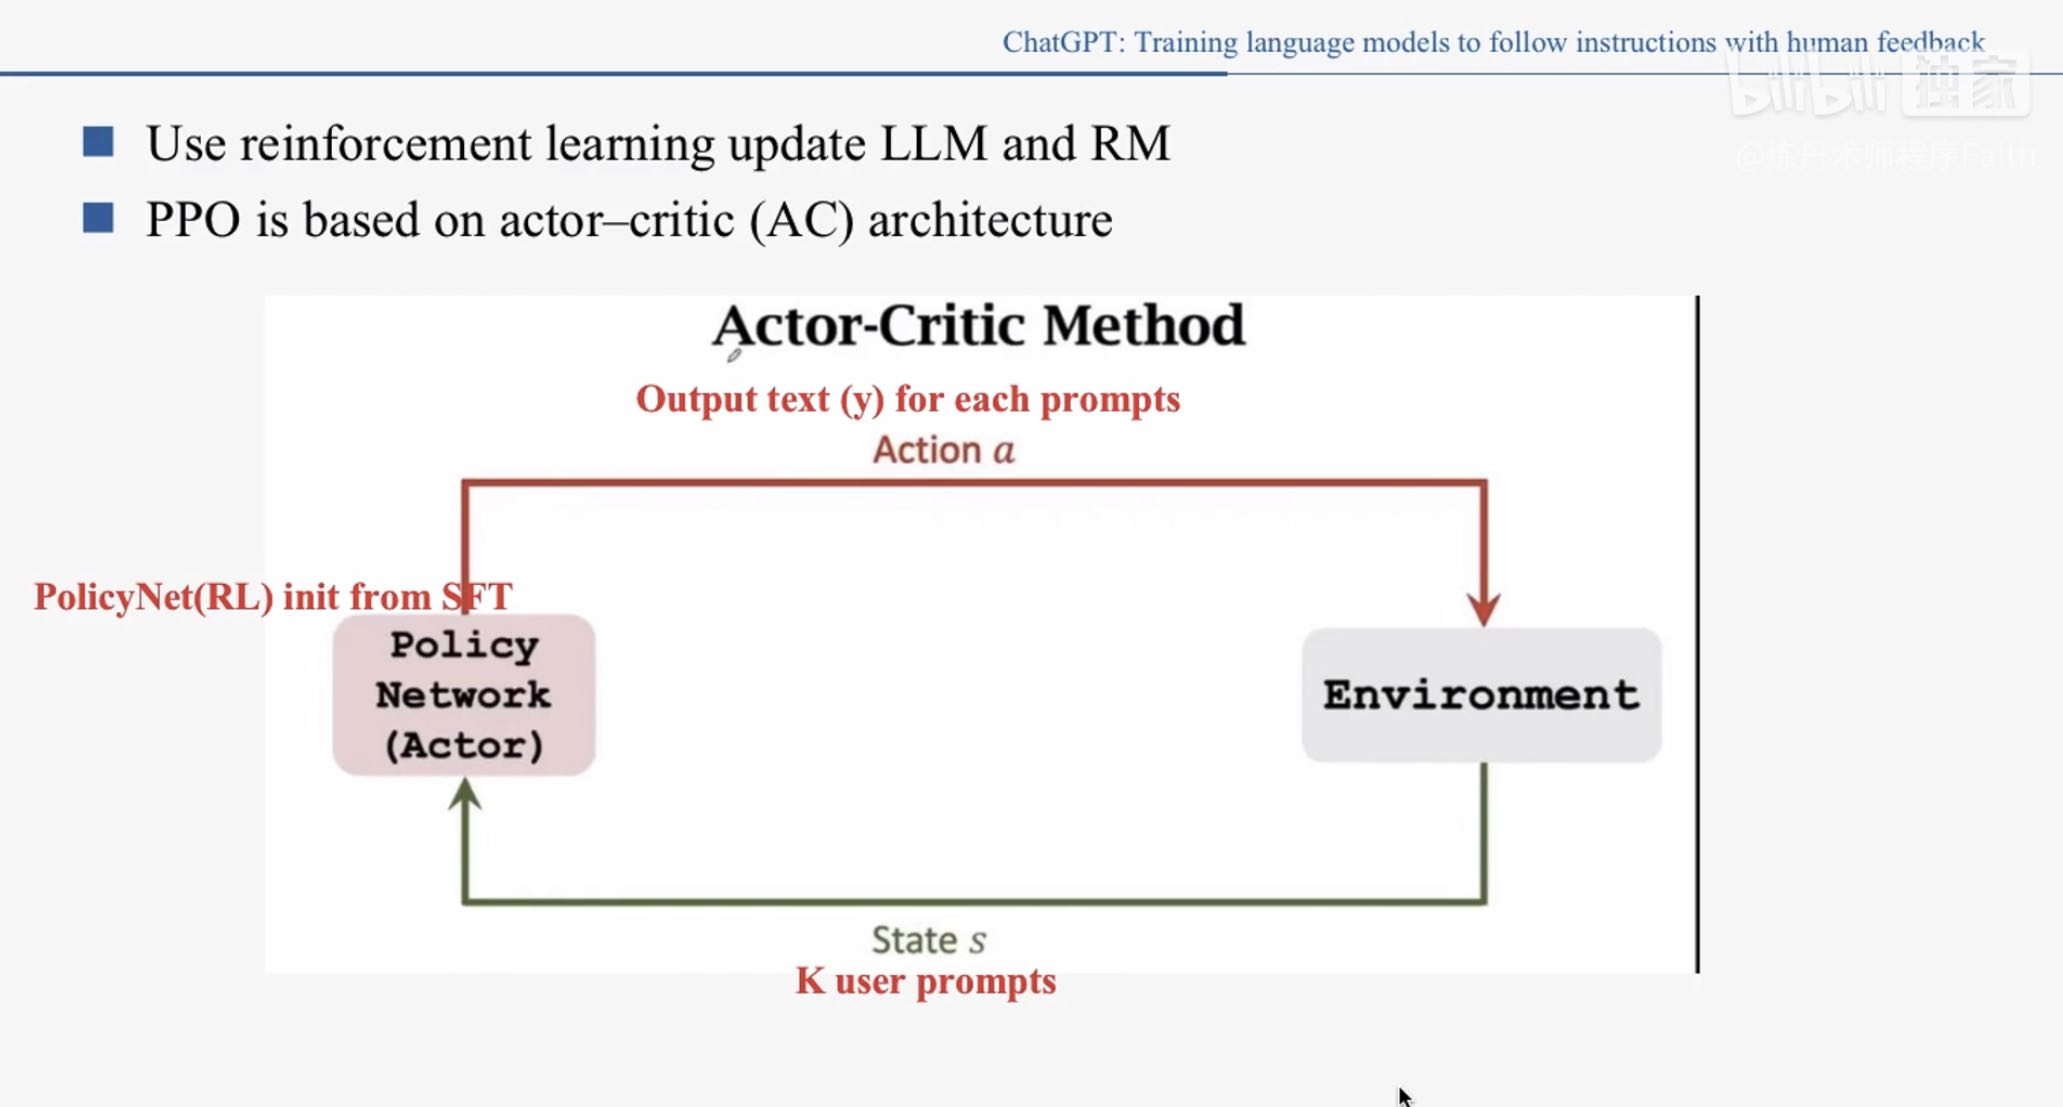 ChatGPT: Training language models to follow instructions with human feedback
bilibili 独家
@炼丹术师程序Faith
Use reinforcement learning update LLM and RM
PPO is based on actor–critic (AC) architecture
Actor-Critic Method
Output text (y) for each prompts
Action a
PolicyNet(RL) init from SFT
Policy
Network
(Actor)
Environment
State s
K user prompts